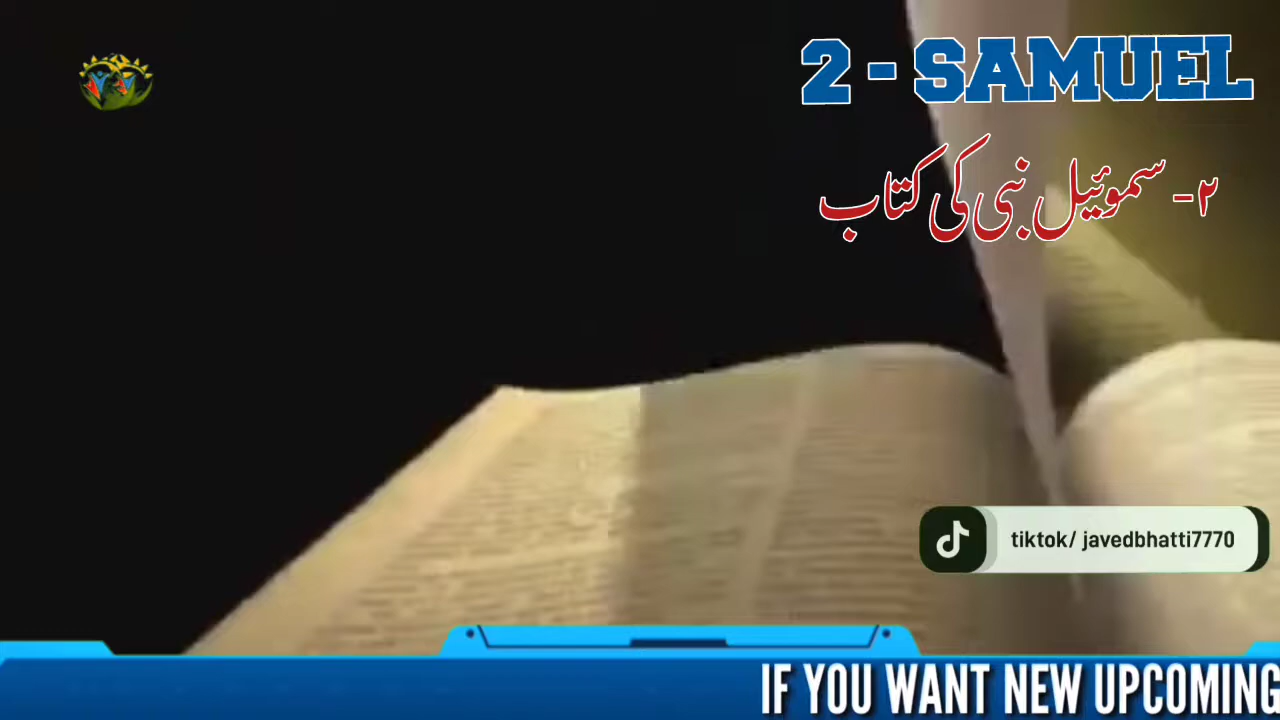 2 - SAMUEL
۲- سموئیل نبی کی کتاب
tiktok/ javedbhatti7770
IF YOU WANT NEW UPCOMING